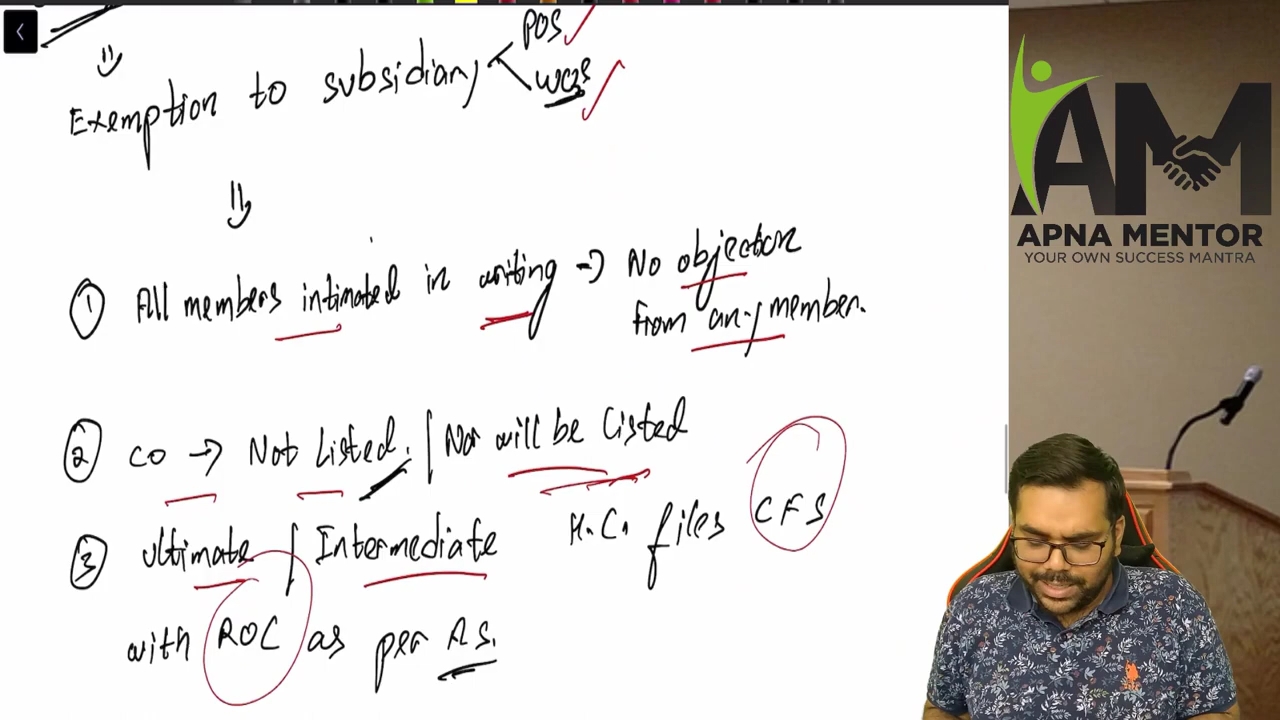 POS
Exemption to subsidiary
WOS
① All members intimated in writing → No objection
from any member.
② CO → Not Listed. | Nor will be Listed
③ ultimate | Intermediate H.C. files CFS
with ROC as per AS.
AM
APNA MENTOR
YOUR OWN SUCCESS MANTRA